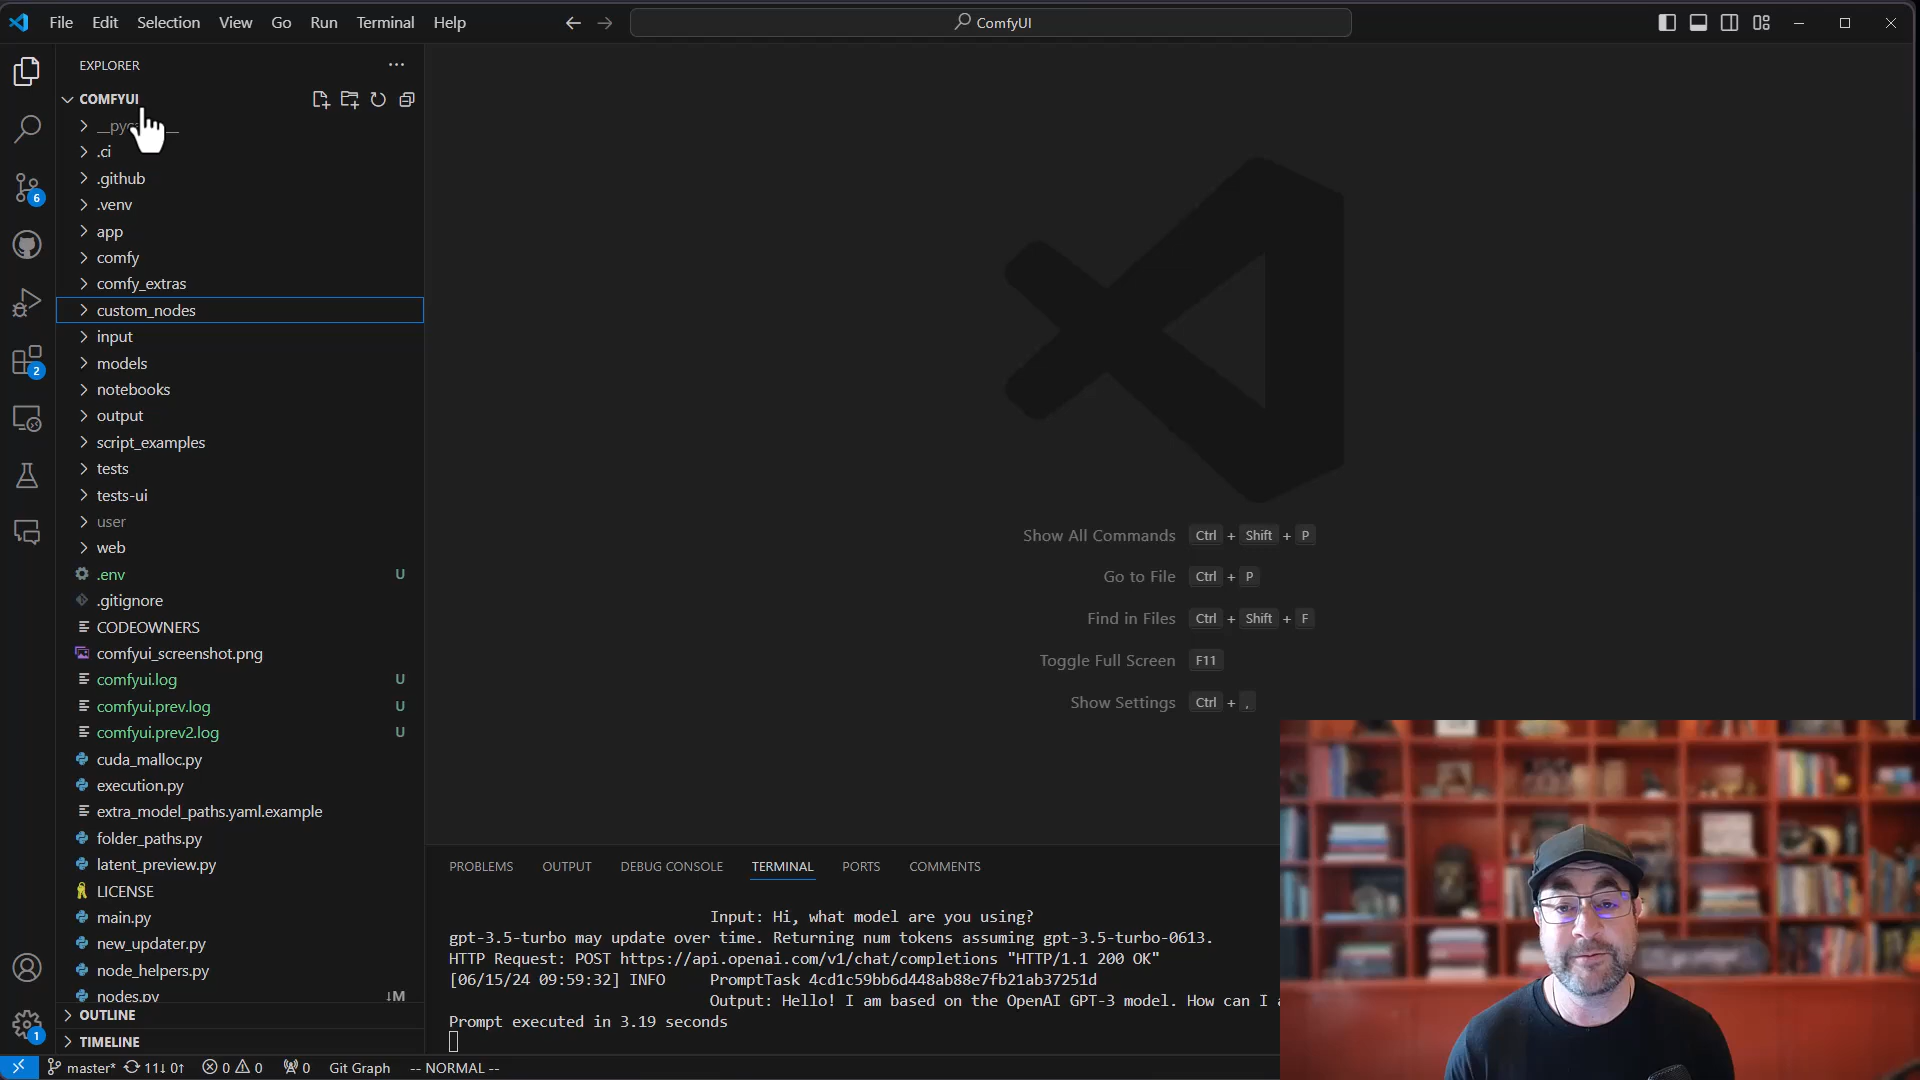 File Edit Selection View Go Run Terminal Help
ComfyUI
EXPLORER
COMFYUI
.ci
.github
.venv
app
comfy
comfy_extras
custom_nodes
input
models
notebooks
output
script_examples
tests
tests-ui
user
web
.env U
.gitignore
CODEOWNERS
comfyui_screenshot.png
comfyui.log U
comfyui.prev.log U
comfyui.prev2.log U
cuda_malloc.py
execution.py
extra_model_paths.yaml.example
folder_paths.py
latent_preview.py
LICENSE
main.py
new_updater.py
node_helpers.py
nodes.py ↓M
OUTLINE
TIMELINE
6
2
1
Show All Commands Ctrl + Shift + P
Go to File Ctrl + P
Find in Files Ctrl + Shift + F
Toggle Full Screen F11
Show Settings Ctrl + ,
PROBLEMS OUTPUT DEBUG CONSOLE TERMINAL PORTS COMMENTS
Input: Hi, what model are you using?
gpt-3.5-turbo may update over time. Returning num tokens assuming gpt-3.5-turbo-0613.
HTTP Request: POST https://api.openai.com/v1/chat/completions "HTTP/1.1 200 OK"
[06/15/24 09:59:32] INFO PromptTask 4cd1c59bb6d448ab88e7fb21ab37251d
Output: Hello! I am based on the OpenAI GPT-3 model. How can I
Prompt executed in 3.19 seconds
master* 11↓ 0↑ 0 0 0 Git Graph -- NORMAL --